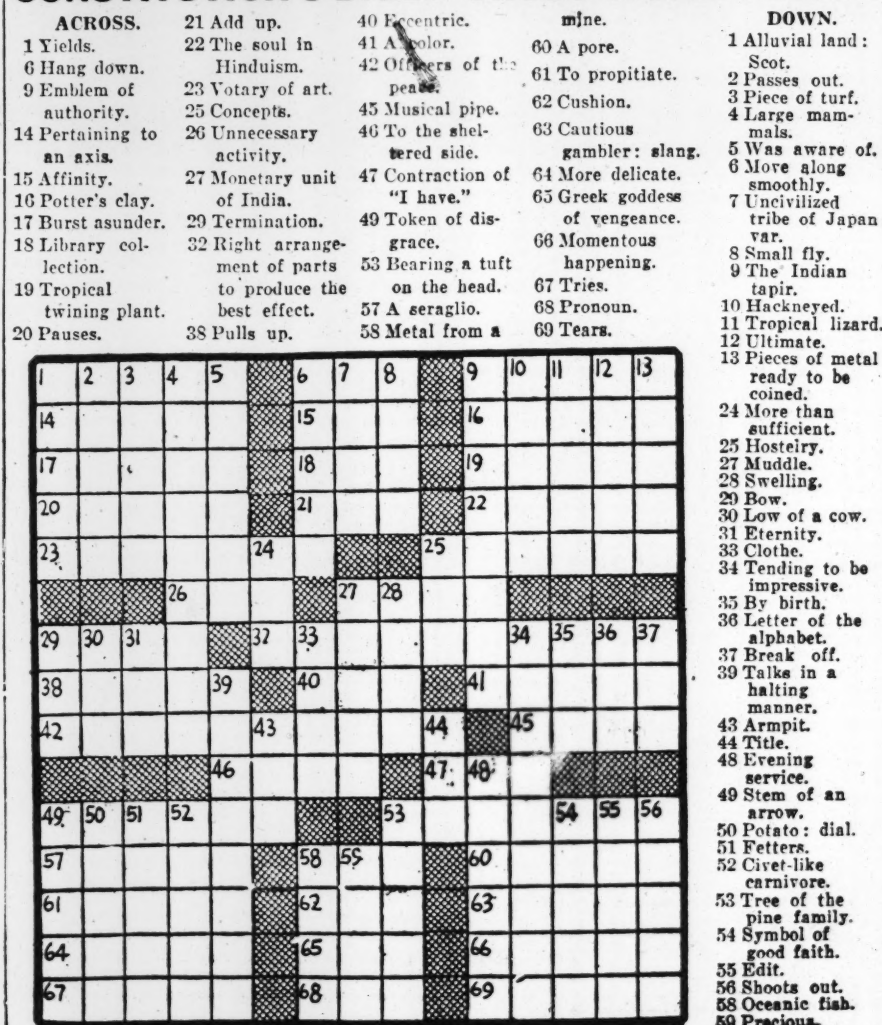 ACROSS.
1 Yields.
6 Hang down.
9 Emblem of
authority.
14 Pertaining to
an axis.
15 Affinity.
16 Potter's clay.
17 Burst asunder.
18 Library col-
lection.
19 Tropical
twining plant.
20 Pauses.
21 Add up.
22 The soul in
Hinduism.
23 Votary of art.
25 Concepts.
26 Unnecessary
activity.
27 Monetary unit
of India.
29 Termination.
32 Right arrange-
ment of parts
to produce the
best effect.
38 Pulls up.
40 Eccentric.
41 A color.
42 Officers of the
peace.
45 Musical pipe.
46 To the shel-
tered side.
47 Contraction of
"I have."
49 Token of dis-
grace.
53 Bearing a tuft
on the head.
57 A seraglio.
58 Metal from a
mine.
60 A pore.
61 To propitiate.
62 Cushion.
63 Cautious
gambler: slang.
64 More delicate.
65 Greek goddess
of vengeance.
66 Momentous
happening.
67 Tries.
68 Pronoun.
69 Tears.
DOWN.
1 Alluvial land:
Scot.
2 Passes out.
3 Piece of turf.
4 Large mam-
mals.
5 Was aware of.
6 Move along
smoothly.
7 Uncivilized
tribe of Japan
var.
8 Small fly.
9 The Indian
tapir.
10 Hackneyed.
11 Tropical lizard.
12 Ultimate.
13 Pieces of metal
ready to be
coined.
24 More than
sufficient.
25 Hostelry.
27 Muddle.
28 Swelling.
29 Bow.
30 Low of a cow.
31 Eternity.
33 Clothe.
34 Tending to be
impressive.
35 By birth.
36 Letter of the
alphabet.
37 Break off.
39 Talks in a
halting
manner.
43 Armpit.
44 Title.
48 Evening
service.
49 Stem of an
arrow.
50 Potato: dial.
51 Fetters.
52 Civet-like
carnivore.
53 Tree of the
pine family.
54 Symbol of
good faith.
55 Edit.
56 Shoots out.
58 Oceanic fish.
59 Precious.
1 2 3 4 5 6 7 8 9 10 11 12 13
14 15 16
17 18 19
20 21 22
23 24 25
26 27 28
29 30 31 32 33 34 35 36 37
38 39 40 41
42 43 44 45
46 47 48
49 50 51 52 53 54 55 56
57 58 59 60
61 62 63
64 65 66
67 68 69